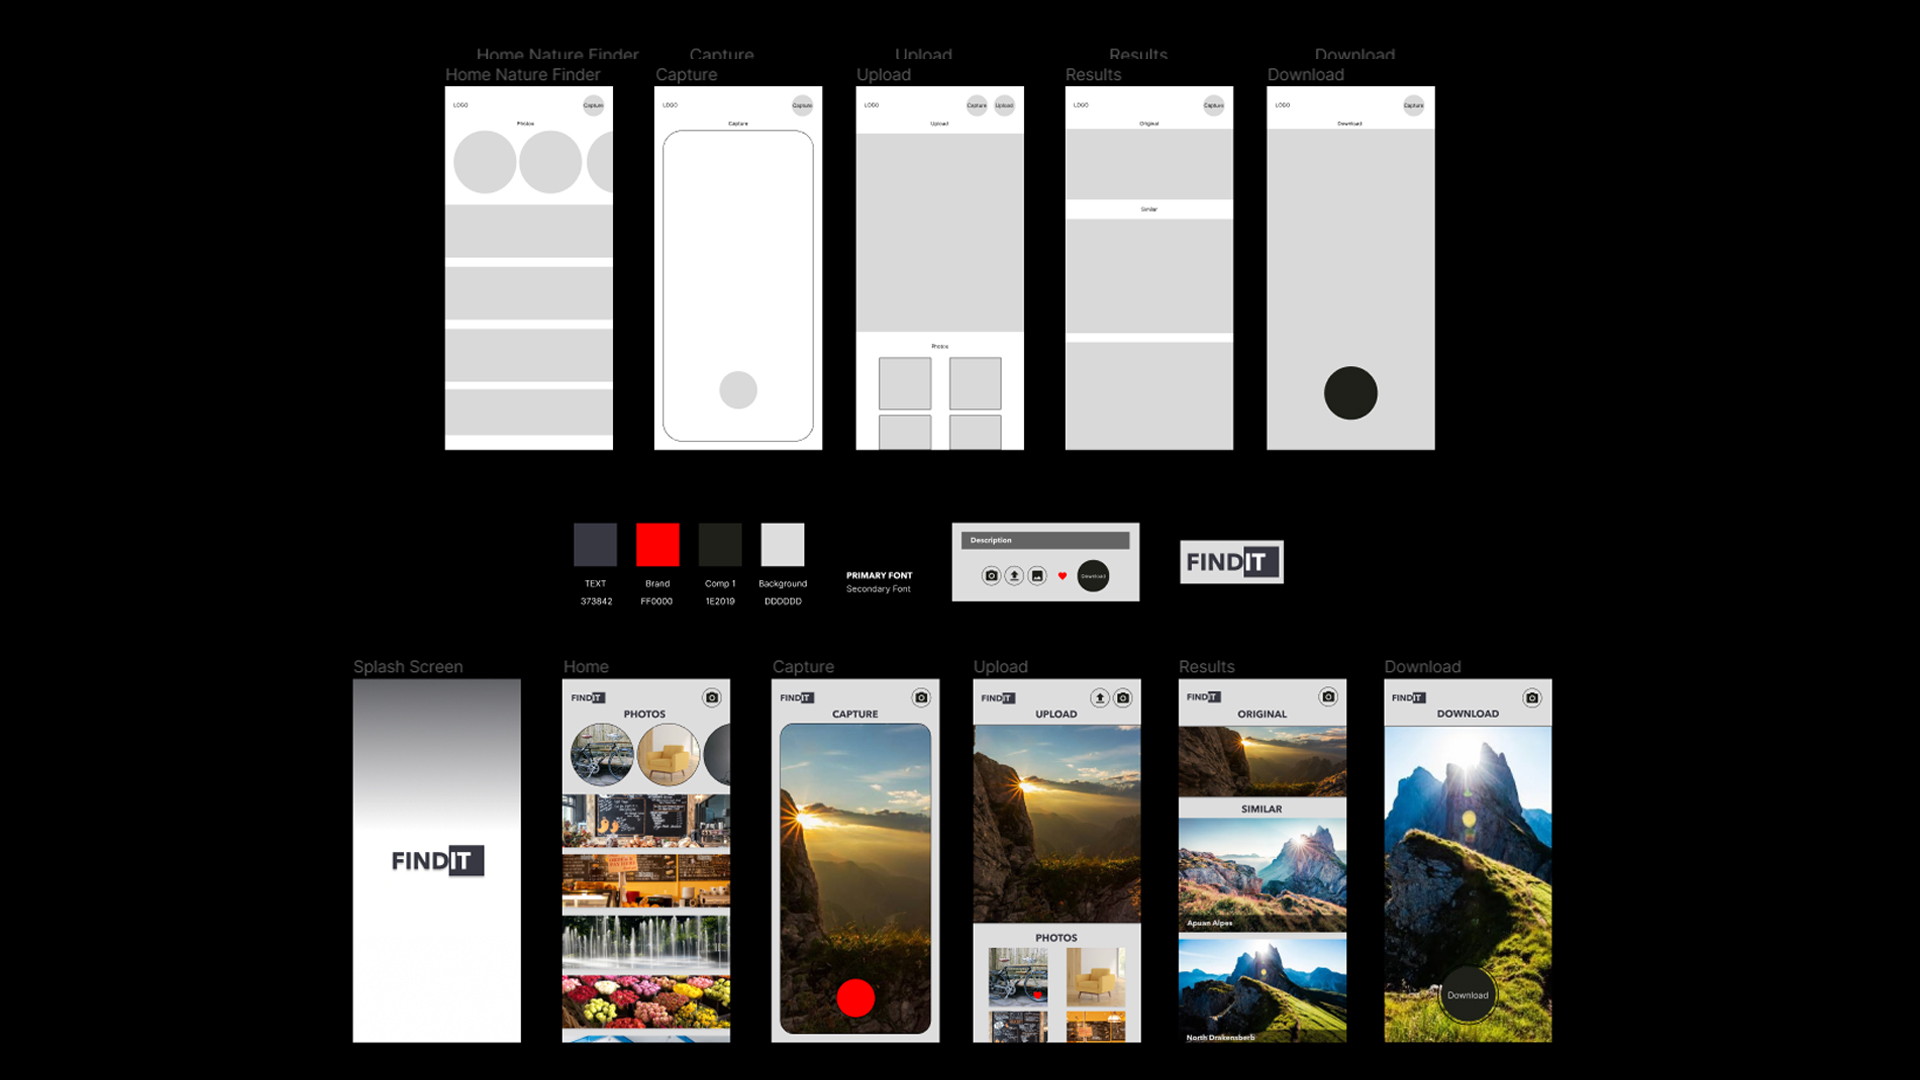 Home Nature Finder
Capture
Upload
Results
Download
Home Nature Finder
Capture
Upload
Results
Download
LOGO
Capture
Photos
LOGO
Capture
Capture
LOGO
Capture
Upload
Upload
Photos
LOGO
Capture
Original
Similar
LOGO
Capture
Download
TEXT
373842
Brand
FF0000
Comp 1
1E2019
Background
DDDDDD
PRIMARY FONT
Secondary Font
Description
Download
FINDIT
Splash Screen
Home
Capture
Upload
Results
Download
FINDIT
FINDIT
PHOTOS
FINDIT
CAPTURE
FINDIT
UPLOAD
PHOTOS
FINDIT
ORIGINAL
SIMILAR
Apuan Alpes
North Drakensberb
FINDIT
DOWNLOAD
Download